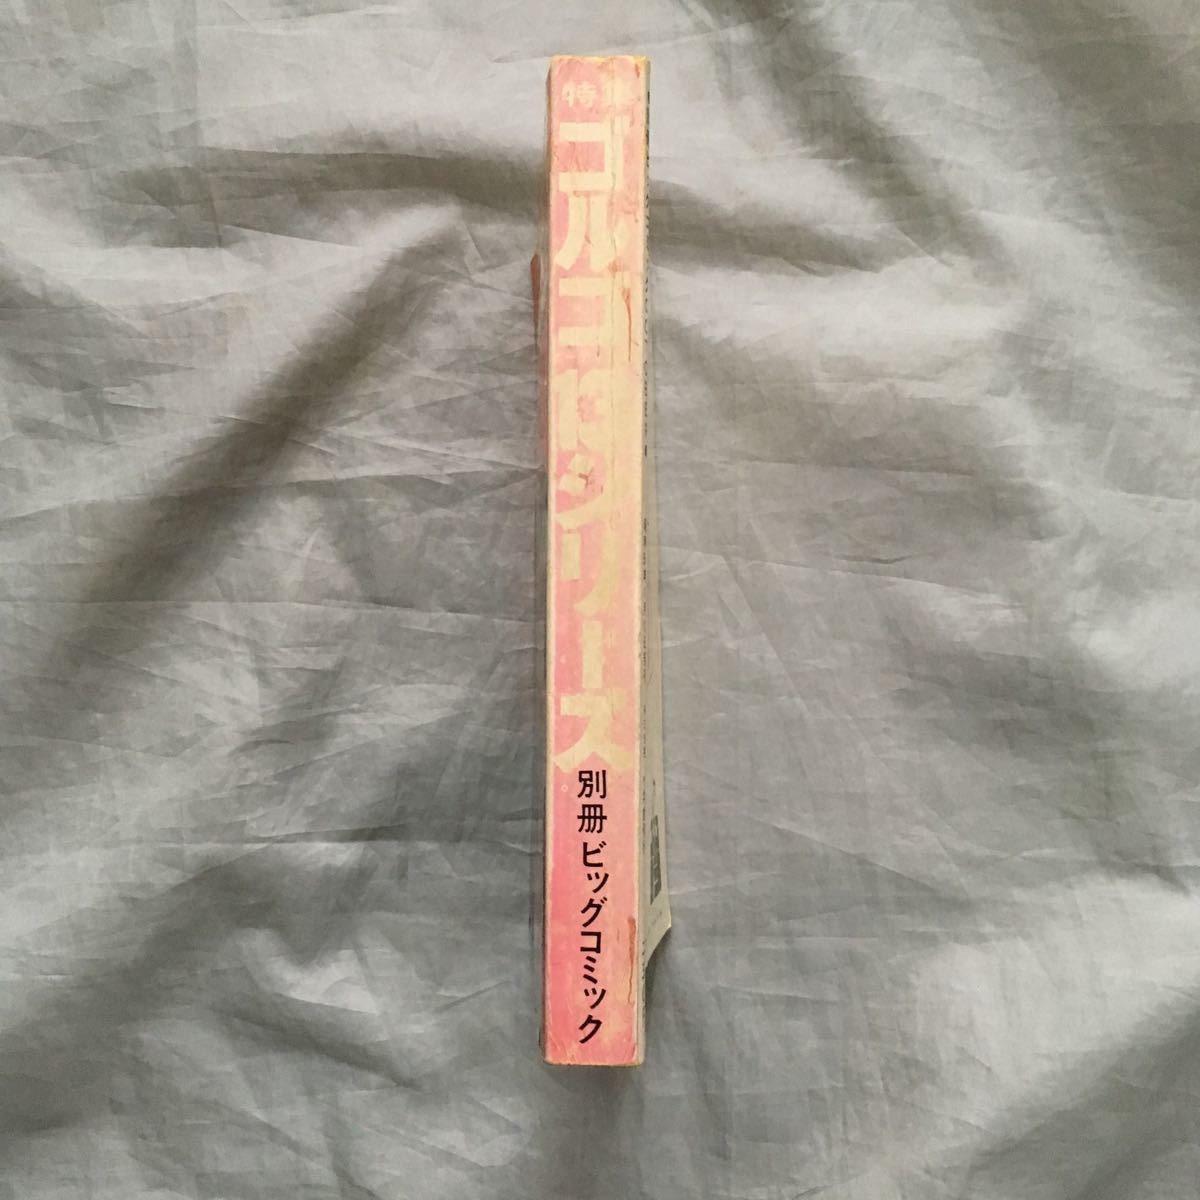 特集
ゴルゴ13シリーズ
別冊ビッグコミック